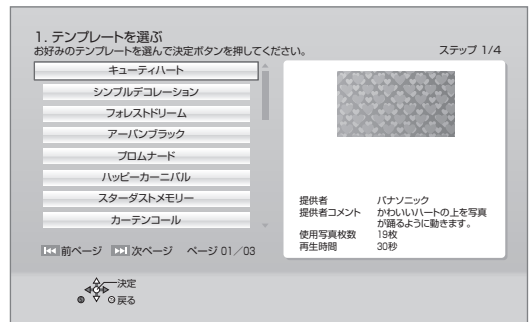 1. テンプレートを選ぶ
お好みのテンプレートを選んで決定ボタンを押してください。
ステップ 1/4
キューティハート
シンプルデコレーション
フォレストドリーム
アーバンブラック
プロムナード
ハッピーカーニバル
スターダストメモリー
カーテンコール
前ページ 次ページ ページ 01/03
提供者 パナソニック
提供者コメント かわいいハートの上を写真
が踊るように動きます。
使用写真枚数 19枚
再生時間 30秒
決定
戻る